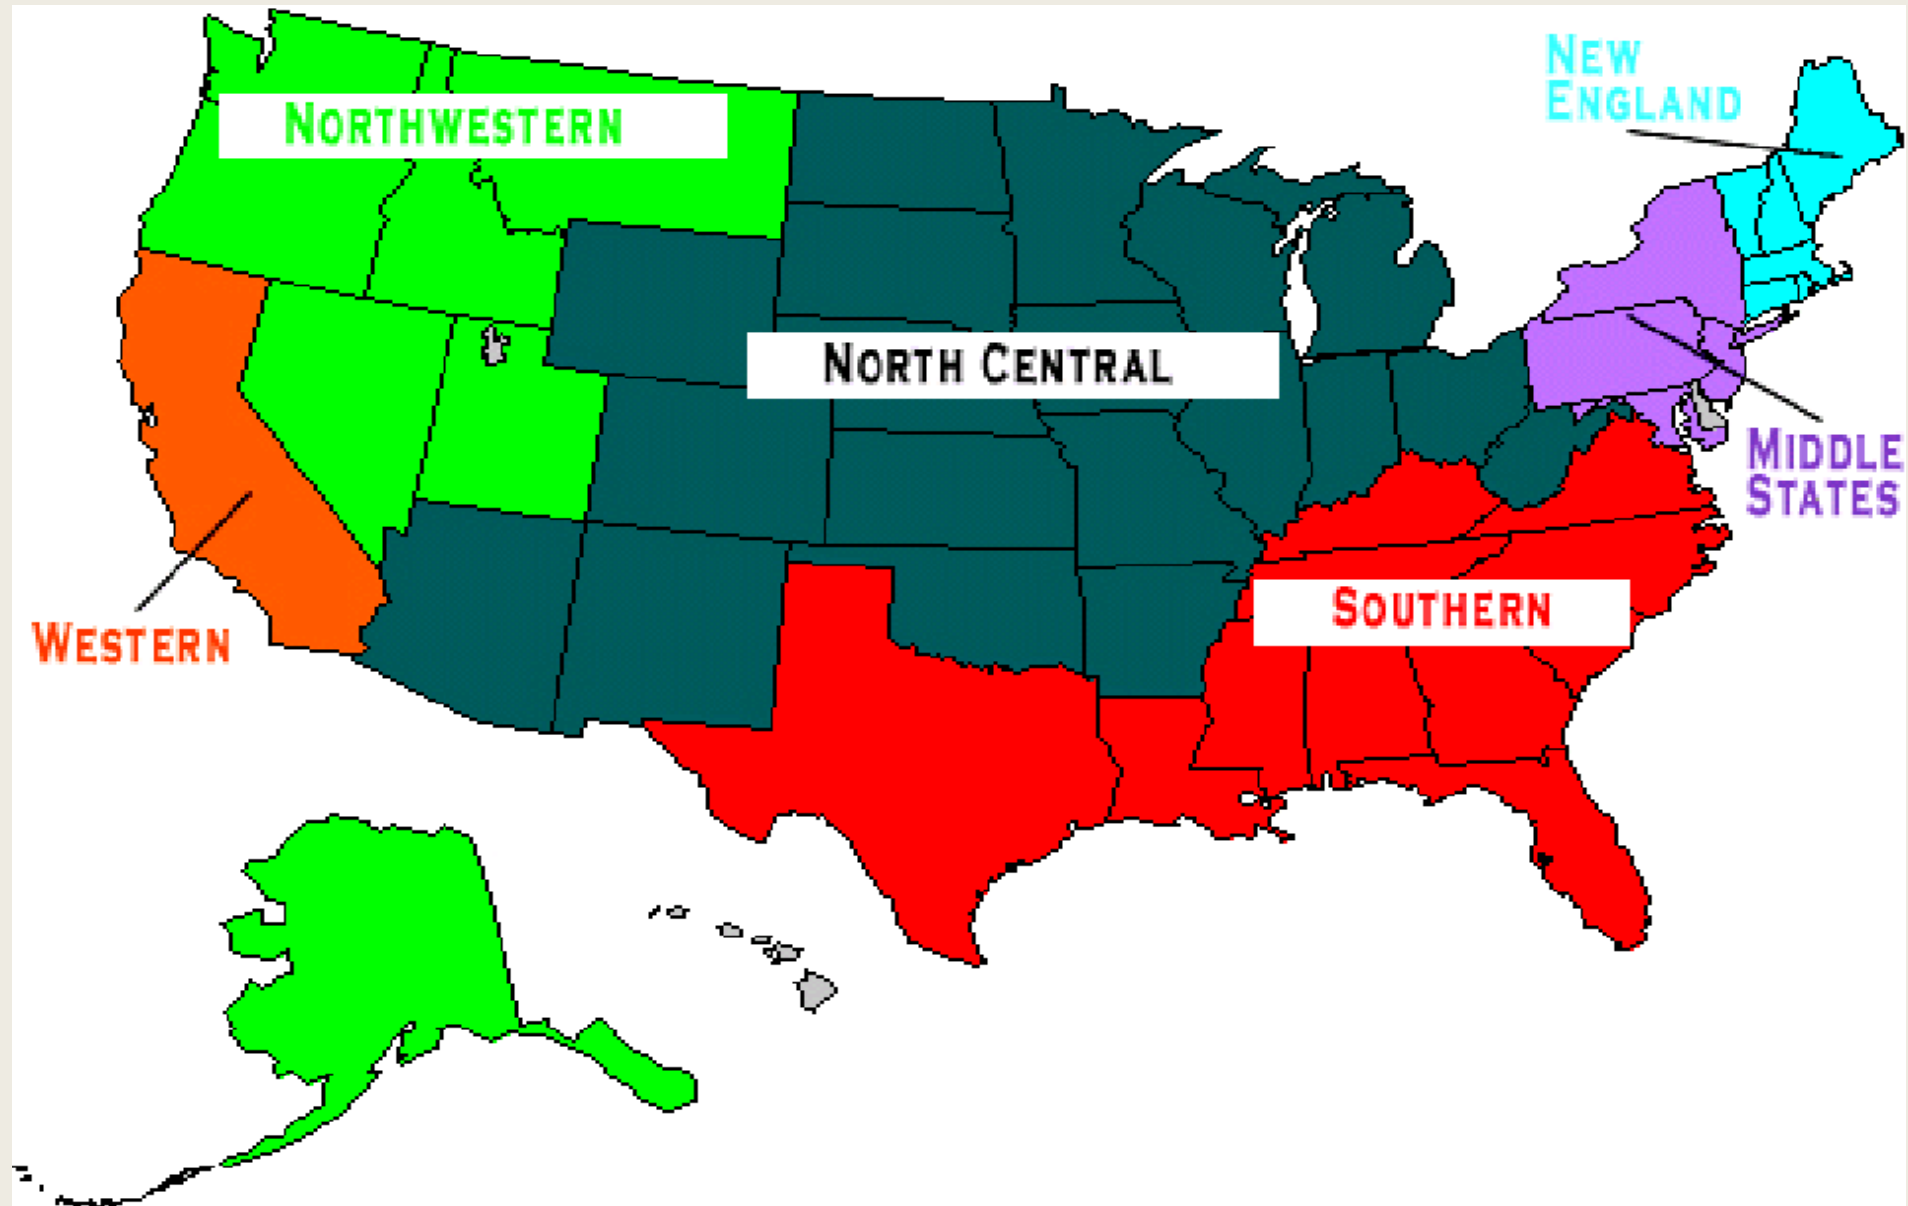 NEW
ENGLAND
NORTHWESTERN
NORTH CENTRAL
MIDDLE
STATES
SOUTHERN
WESTERN